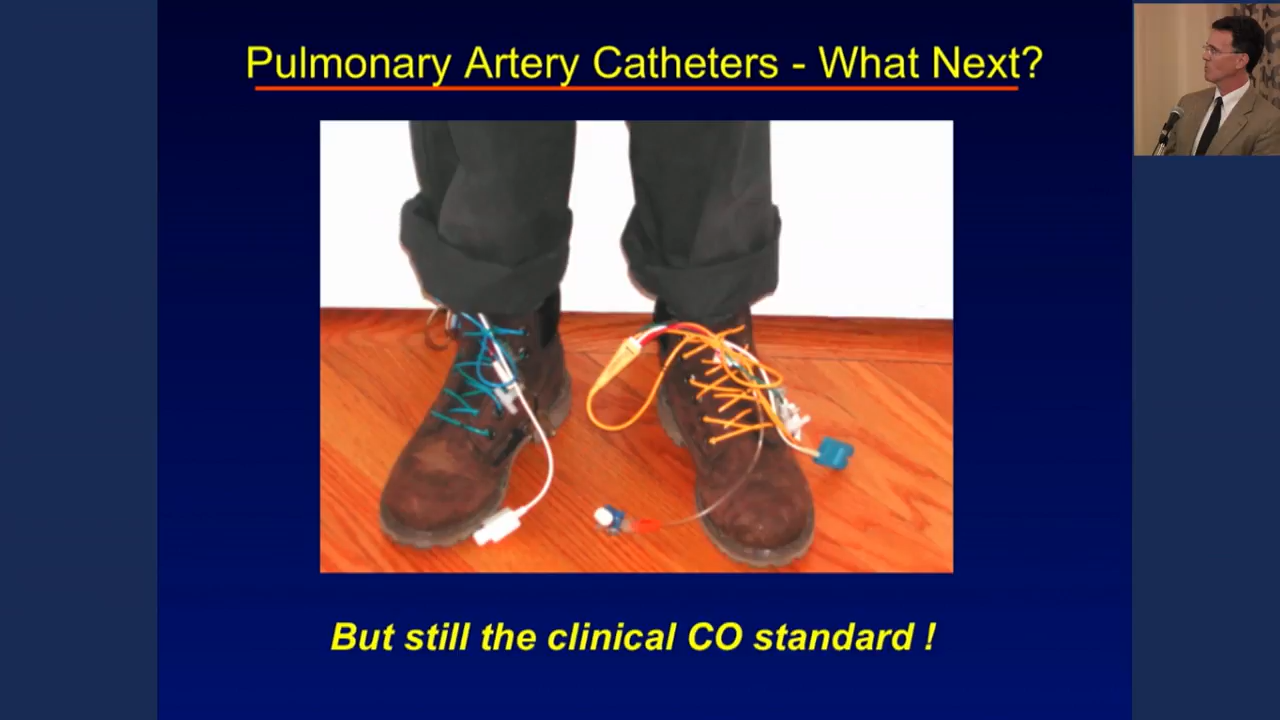 Pulmonary Artery Catheters - What Next?
But still the clinical CO standard !